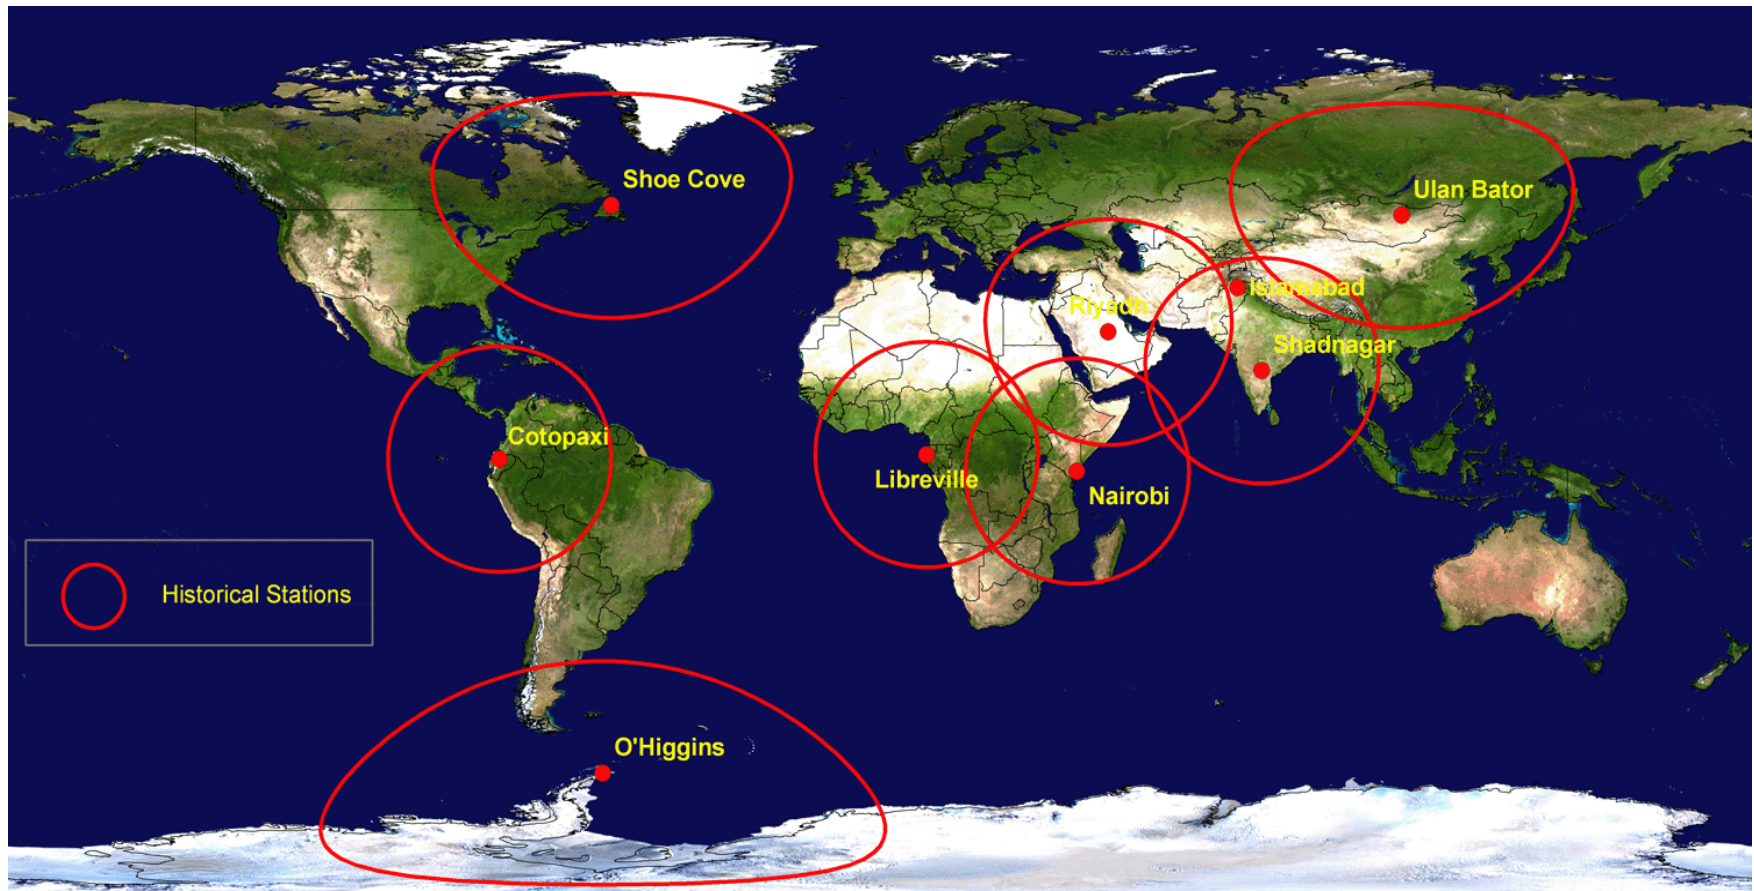 Shoe Cove
Ulan Bator
islamabad
Riyadh
Shadnagar
Cotopaxi
Libreville
Nairobi
Historical Stations
O'Higgins